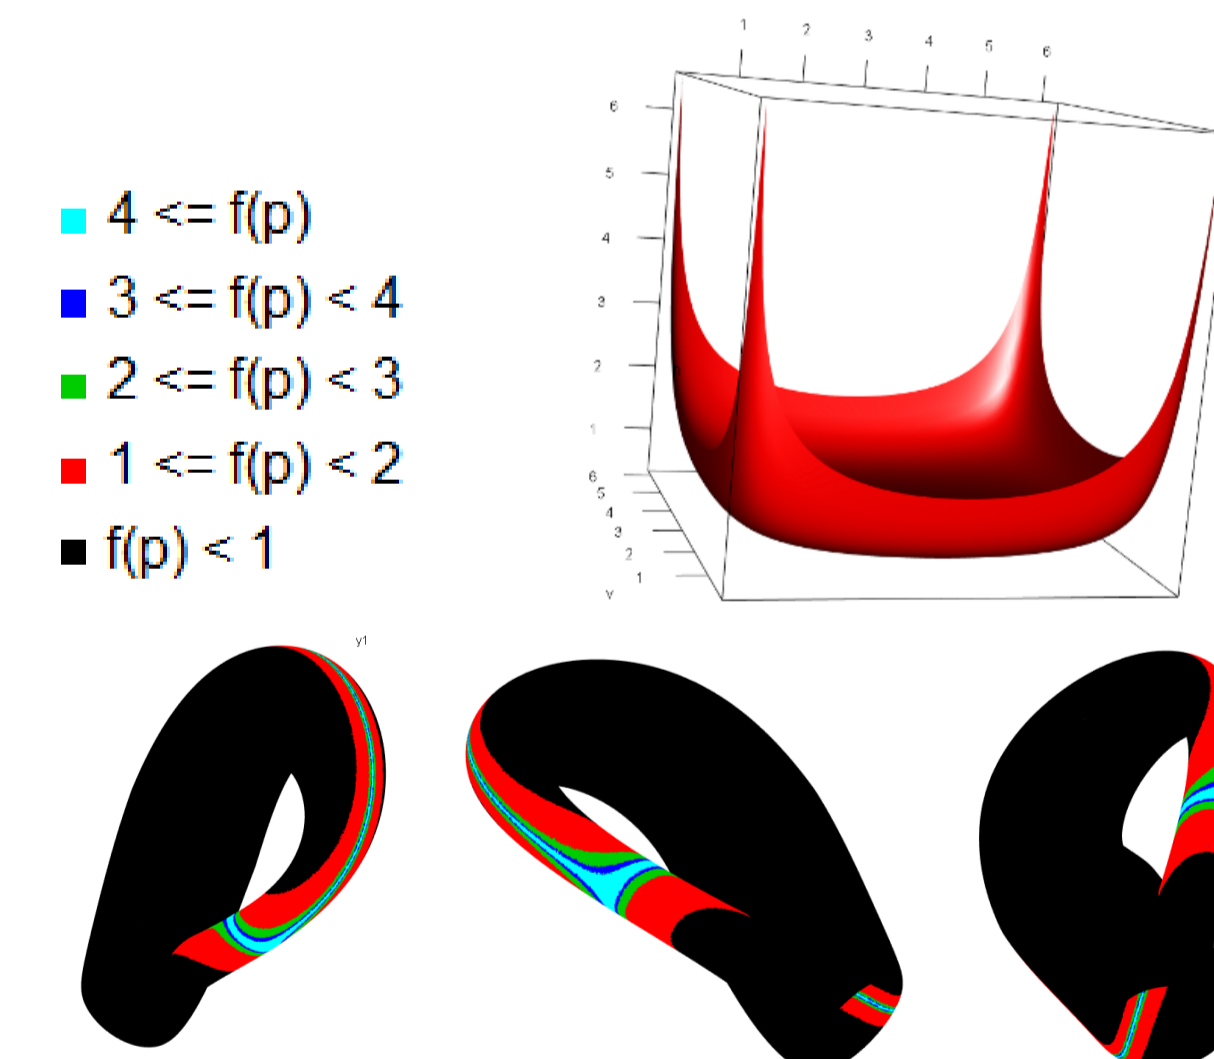 4 <= f(p)
3 <= f(p) < 4
2 <= f(p) < 3
1 <= f(p) < 2
f(p) < 1
1 2 3 4 5 6
6
5
4
3
2
1
6
5
4
3
2
1
v
y1